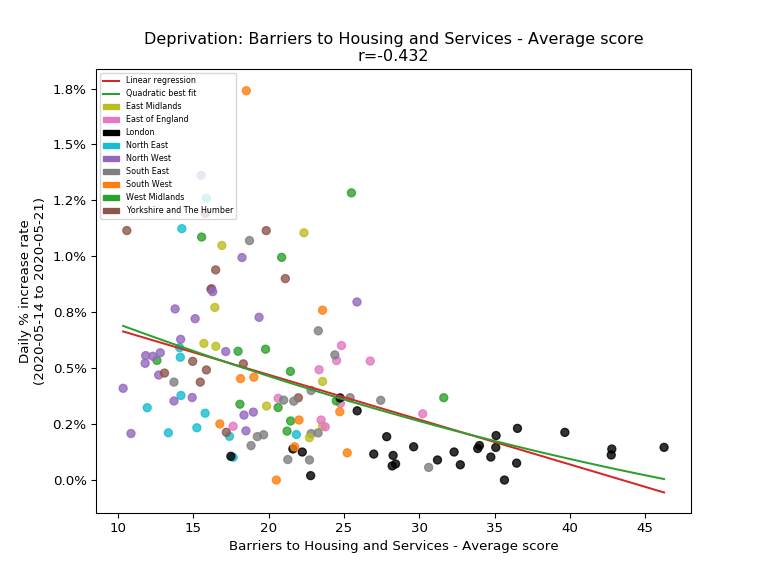 Deprivation: Barriers to Housing and Services - Average score
r=-0.432
Linear regression
Quadratic best fit
East Midlands
East of England
London
North East
North West
South East
South West
West Midlands
Yorkshire and The Humber
1.8%
1.5%
1.2%
1.0%
0.8%
0.5%
0.2%
0.0%
Daily % increase rate
(2020-05-14 to 2020-05-21)
10 15 20 25 30 35 40 45
Barriers to Housing and Services - Average score